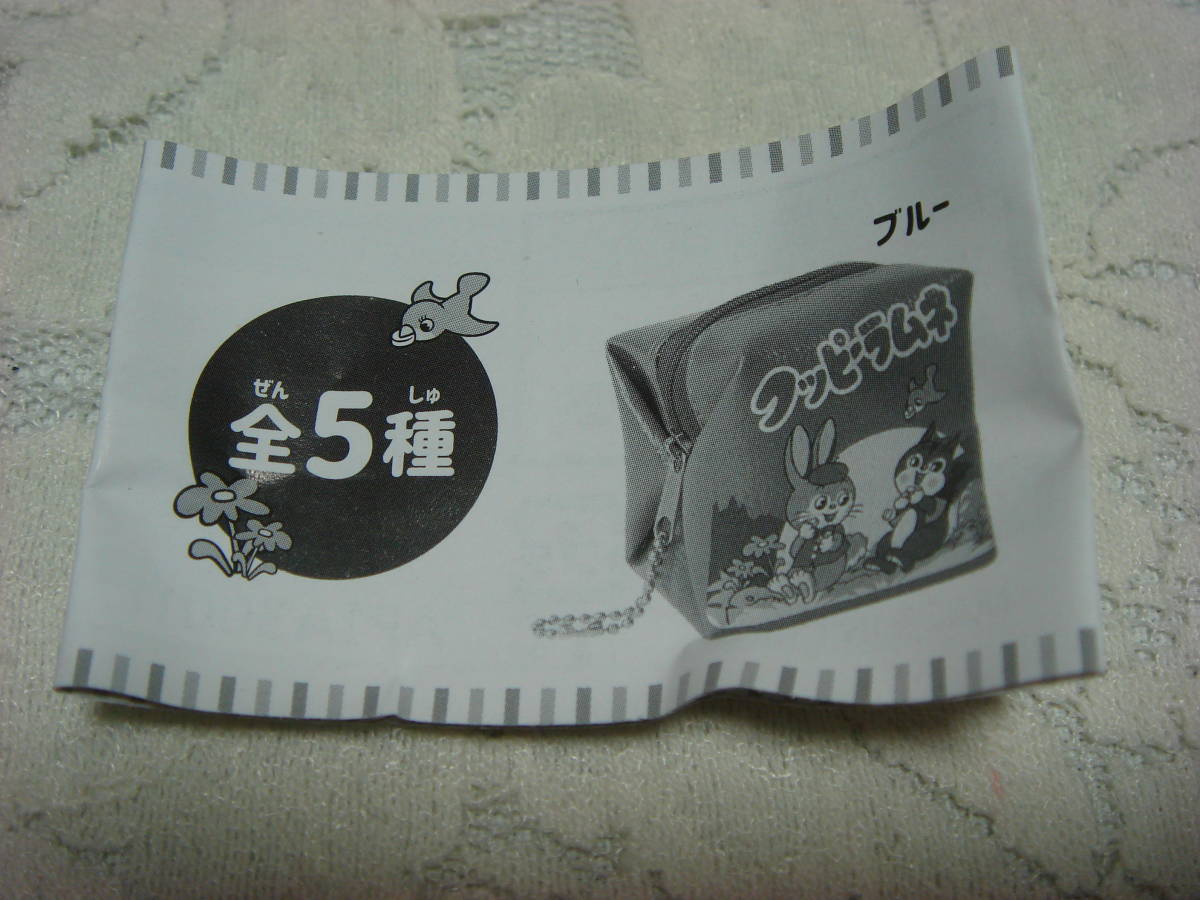 ぜん しゅ
全5種
ブルー
クッピーラムネ